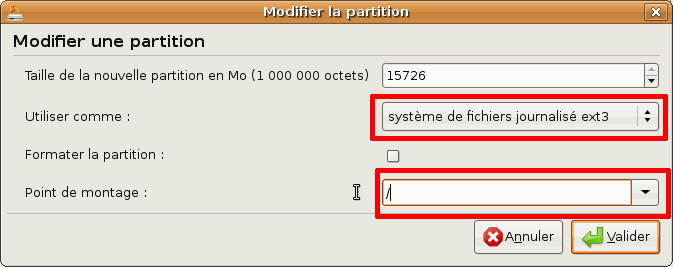 Modifier la partition
Modifier une partition
Taille de la nouvelle partition en Mo (1 000 000 octets) 15726
Utiliser comme : système de fichiers journalisé ext3
Formater la partition :
Point de montage : /
Annuler Valider